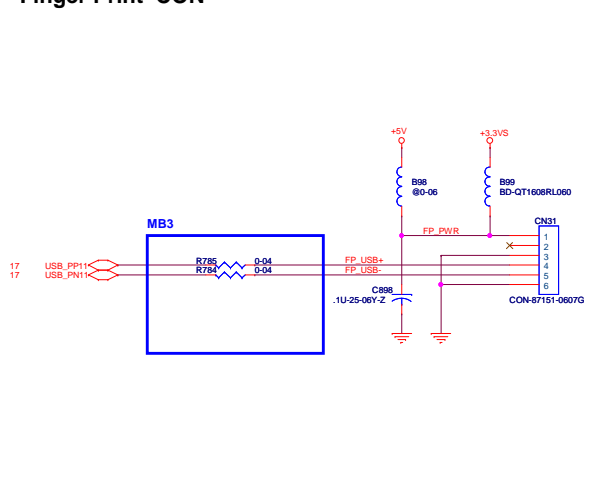 Finger Print CON
+5V
+3.3VS
B98
@0-06
B99
BD-QT1608RL060
CN31
MB3
FP_PWR
1
2
3
4
5
6
17 USB_PP11
17 USB_PN11
R785 0-04
R784 0-04
FP_USB+
FP_USB-
C898
.1U-25-06Y-Z
CON-87151-0607G